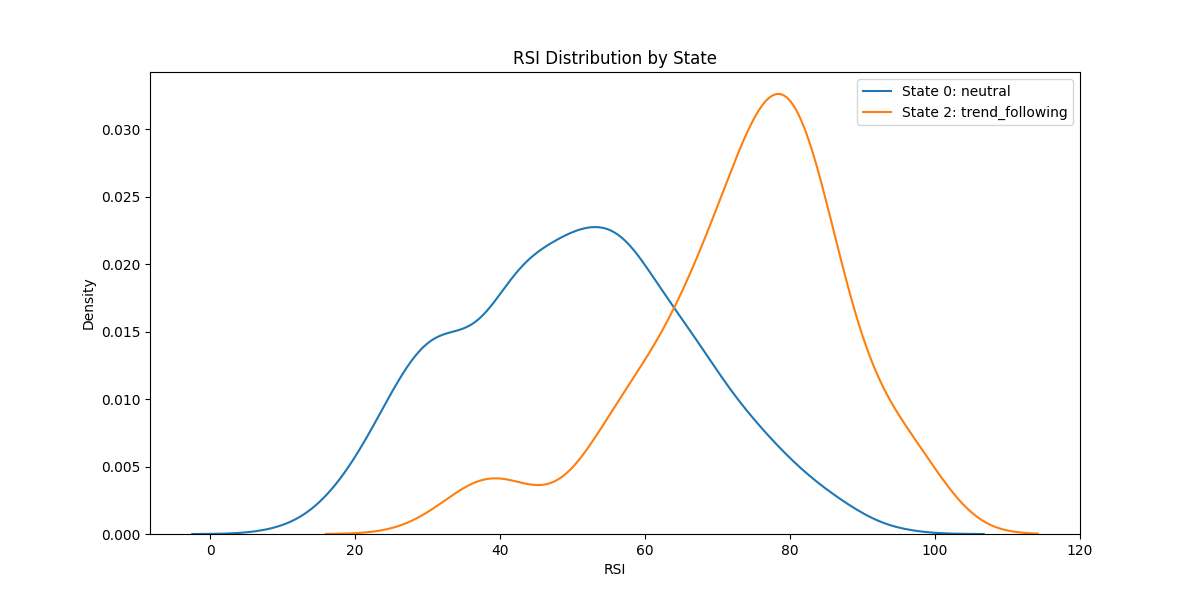 RSI Distribution by State
State 0: neutral
State 2: trend_following
Density
0.030
0.025
0.020
0.015
0.010
0.005
0.000
0 20 40 60 80 100 120
RSI